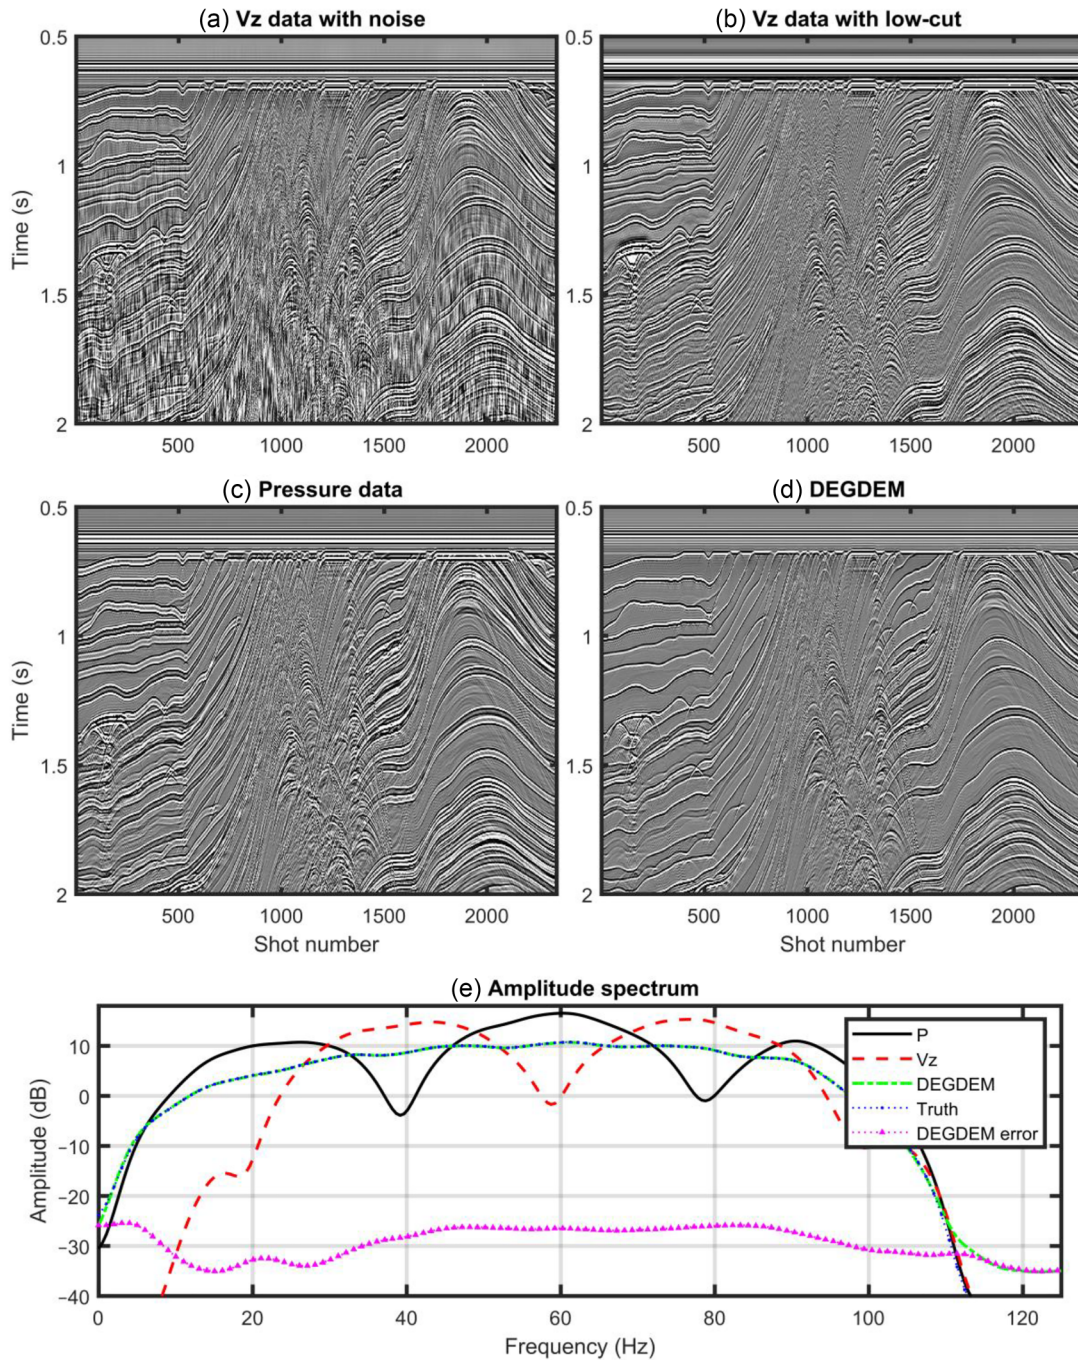 (a) Vz data with noise
(b) Vz data with low-cut
0.5
1
1.5
2
Time (s)
500
1000
1500
2000
0.5
1
1.5
2
500
1000
1500
2000
(c) Pressure data
(d) DEGDEM
0.5
1
1.5
2
Time (s)
500
1000
1500
2000
Shot number
0.5
1
1.5
2
500
1000
1500
2000
Shot number
(e) Amplitude spectrum
10
0
−10
−20
−30
−40
Amplitude (dB)
P
Vz
DEGDEM
Truth
DEGDEM error
0
20
40
60
80
100
120
Frequency (Hz)